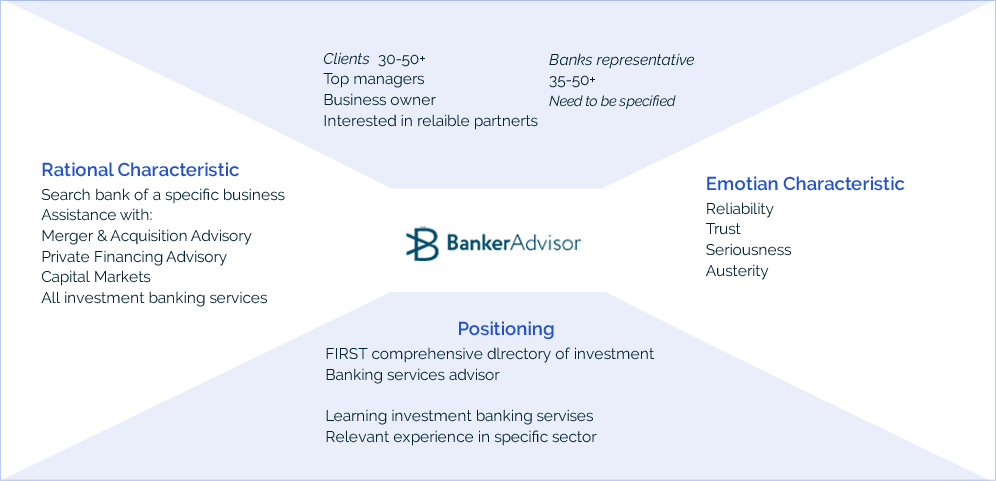 Clients 30-50+
Top managers
Business owner
Interested in relaible partnerts
Banks representative
35-50+
Need to be specified
Rational Characteristic
Search bank of a specific business
Assistance with:
Merger & Acquisition Advisory
Private Financing Advisory
Capital Markets
All investment banking services
BankerAdvisor
Emotian Characteristic
Reliability
Trust
Seriousness
Austerity
Positioning
FIRST comprehensive dlrectory of investment
Banking services advisor
Learning investment banking servises
Relevant experience in specific sector